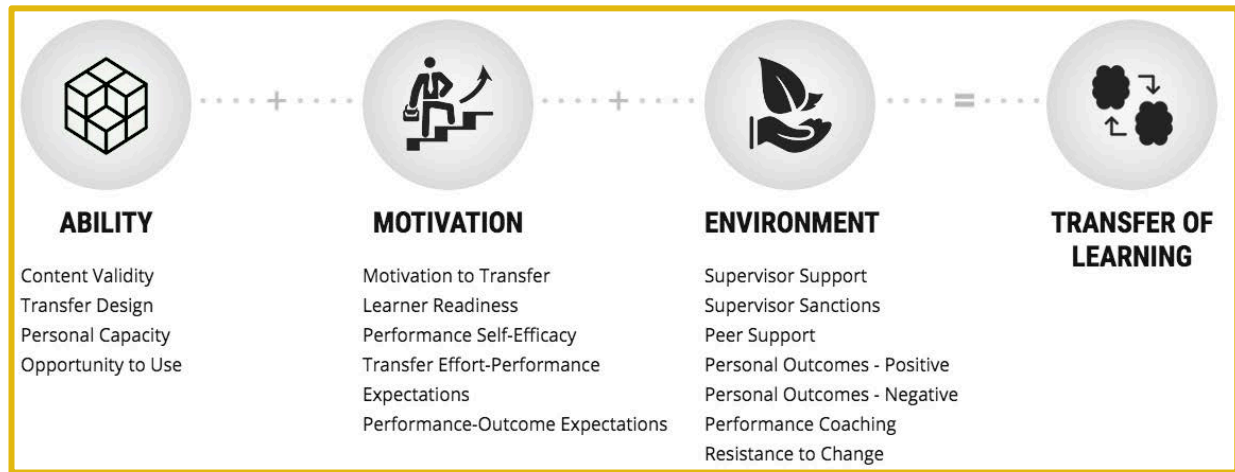 ABILITY
Content Validity
Transfer Design
Personal Capacity
Opportunity to Use
MOTIVATION
Motivation to Transfer
Learner Readiness
Performance Self-Efficacy
Transfer Effort-Performance
Expectations
Performance-Outcome Expectations
ENVIRONMENT
Supervisor Support
Supervisor Sanctions
Peer Support
Personal Outcomes - Positive
Personal Outcomes - Negative
Performance Coaching
Resistance to Change
TRANSFER OF
LEARNING